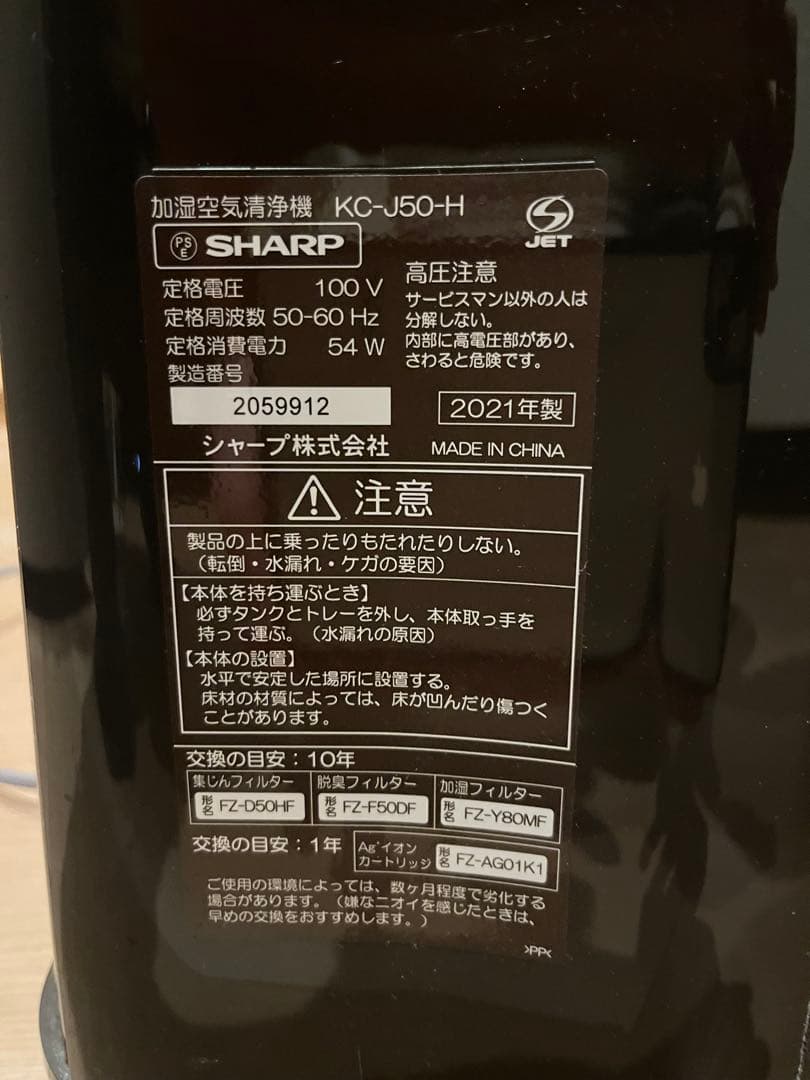 加湿空気清浄機 KC-J50-H
PSE SHARP
JET
定格電圧 100 V
定格周波数 50-60 Hz
定格消費電力 54 W
製造番号
2059912
高圧注意
サービスマン以外の人は
分解しない。
内部に高電圧部があり、
さわると危険です。
2021年製
シャープ株式会社 MADE IN CHINA
注意
製品の上に乗ったりもたれたりしない。
（転倒・水漏れ・ケガの要因）
【本体を持ち運ぶとき】
必ずタンクとトレーを外し、本体取っ手を
持って運ぶ。（水漏れの原因）
【本体の設置】
水平で安定した場所に設置する。
床材の材質によっては、床が凹んだり傷つく
ことがあります。
交換の目安：10年
集じんフィルター
形名 FZ-D50HF
脱臭フィルター
形名 FZ-F50DF
加湿フィルター
形名 FZ-Y80MF
交換の目安：1年
Ag⁺イオン
カートリッジ
形名 FZ-AG01K1
ご使用の環境によっては、数ヶ月程度で劣化する
場合があります。（嫌なニオイを感じたときは、
早めの交換をおすすめします。）
>PP<